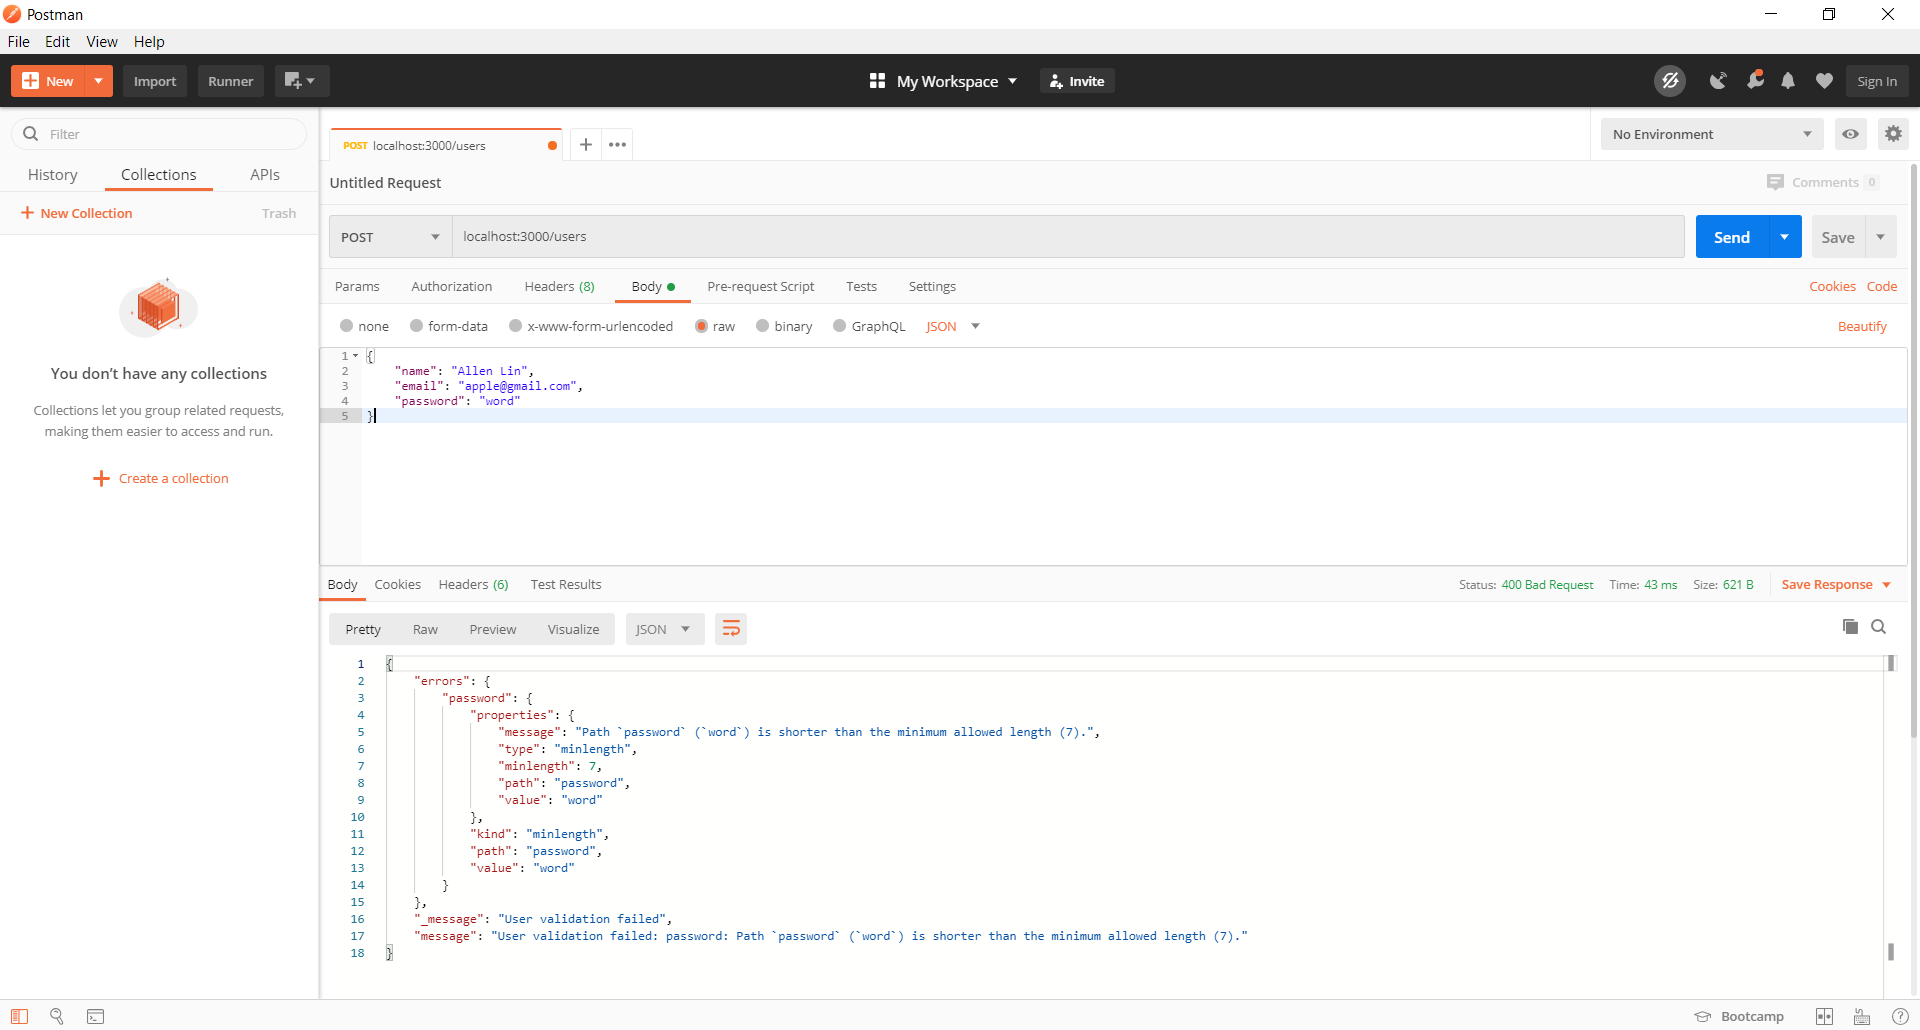 Postman
File Edit View Help
New Import Runner My Workspace Invite Sign In
Filter
History Collections APIs
New Collection Trash
You don't have any collections
Collections let you group related requests,
making them easier to access and run.
Create a collection
POST localhost:3000/users
No Environment
Untitled Request
Comments 0
POST localhost:3000/users Send Save
Params Authorization Headers (8) Body Pre-request Script Tests Settings Cookies Code
none form-data x-www-form-urlencoded raw binary GraphQL JSON Beautify
1 {
2 "name": "Allen Lin",
3 "email": "apple@gmail.com",
4 "password": "word"
5 }
Body Cookies Headers (6) Test Results Status: 400 Bad Request Time: 43 ms Size: 621 B Save Response
Pretty Raw Preview Visualize JSON
1 {
2 "errors": {
3 "password": {
4 "properties": {
5 "message": "Path `password` (`word`) is shorter than the minimum allowed length (7).",
6 "type": "minlength",
7 "minlength": 7,
8 "path": "password",
9 "value": "word"
10 },
11 "kind": "minlength",
12 "path": "password",
13 "value": "word"
14 }
15 },
16 "_message": "User validation failed",
17 "message": "User validation failed: password: Path `password` (`word`) is shorter than the minimum allowed length (7)."
18 }
Bootcamp